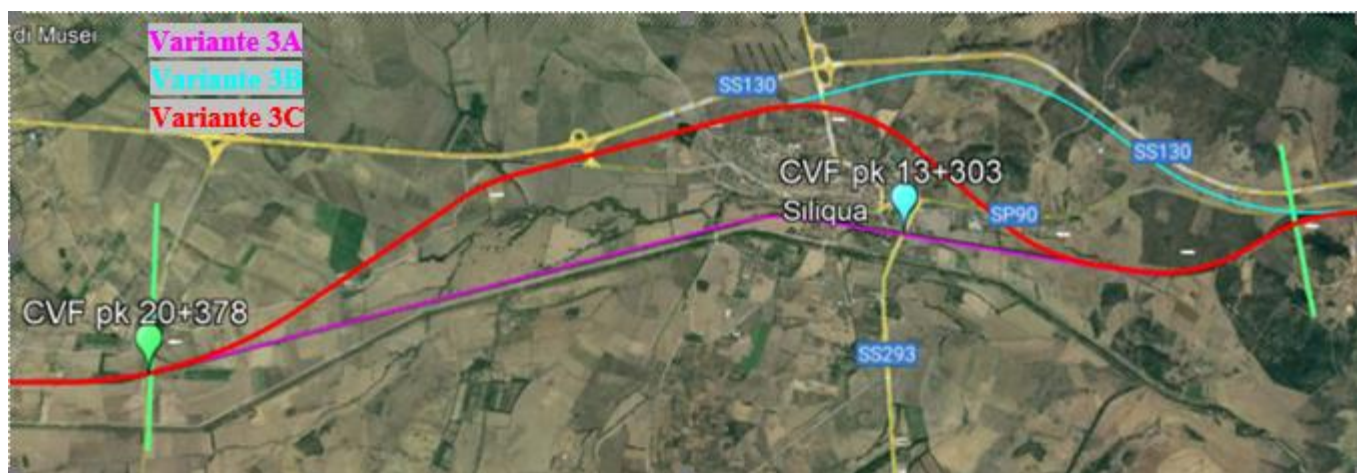 di Musei
Variante 3A
Variante 3B
Variante 3C
SS130
SS130
CVF pk 13+303
Siliqua
SP90
CVF pk 20+378
SS293